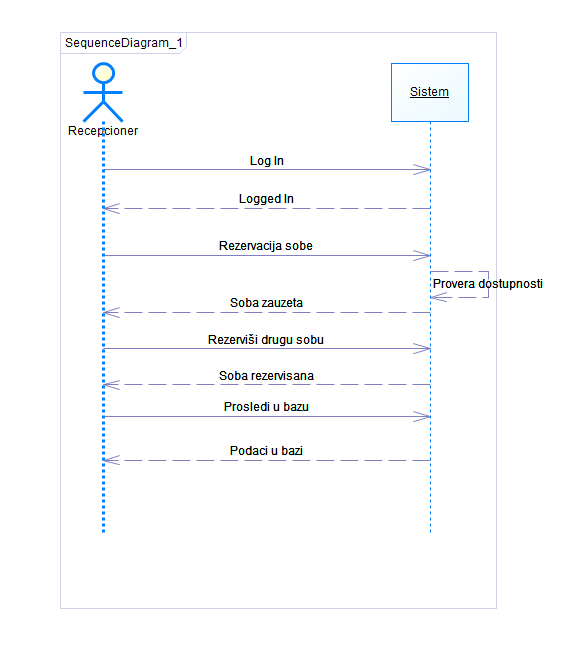 SequenceDiagram_1
Recepcioner
Sistem
Log In
Logged In
Rezervacija sobe
Provera dostupnosti
Soba zauzeta
Rezerviši drugu sobu
Soba rezervisana
Prosledi u bazu
Podaci u bazi